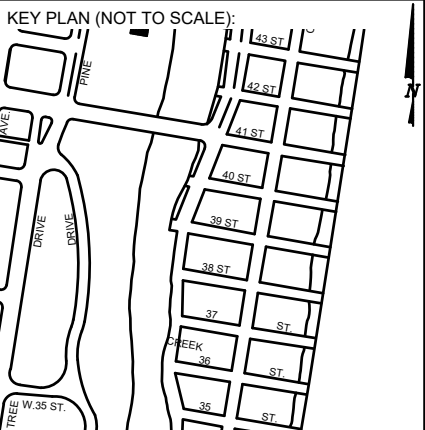 KEY PLAN (NOT TO SCALE):
43 ST
PINE
42 ST
N
AVE.
41 ST
40 ST
39 ST
DRIVE
DRIVE
38 ST
37
ST.
CREEK
36
ST.
W.35 ST.
35
ST.
TREE